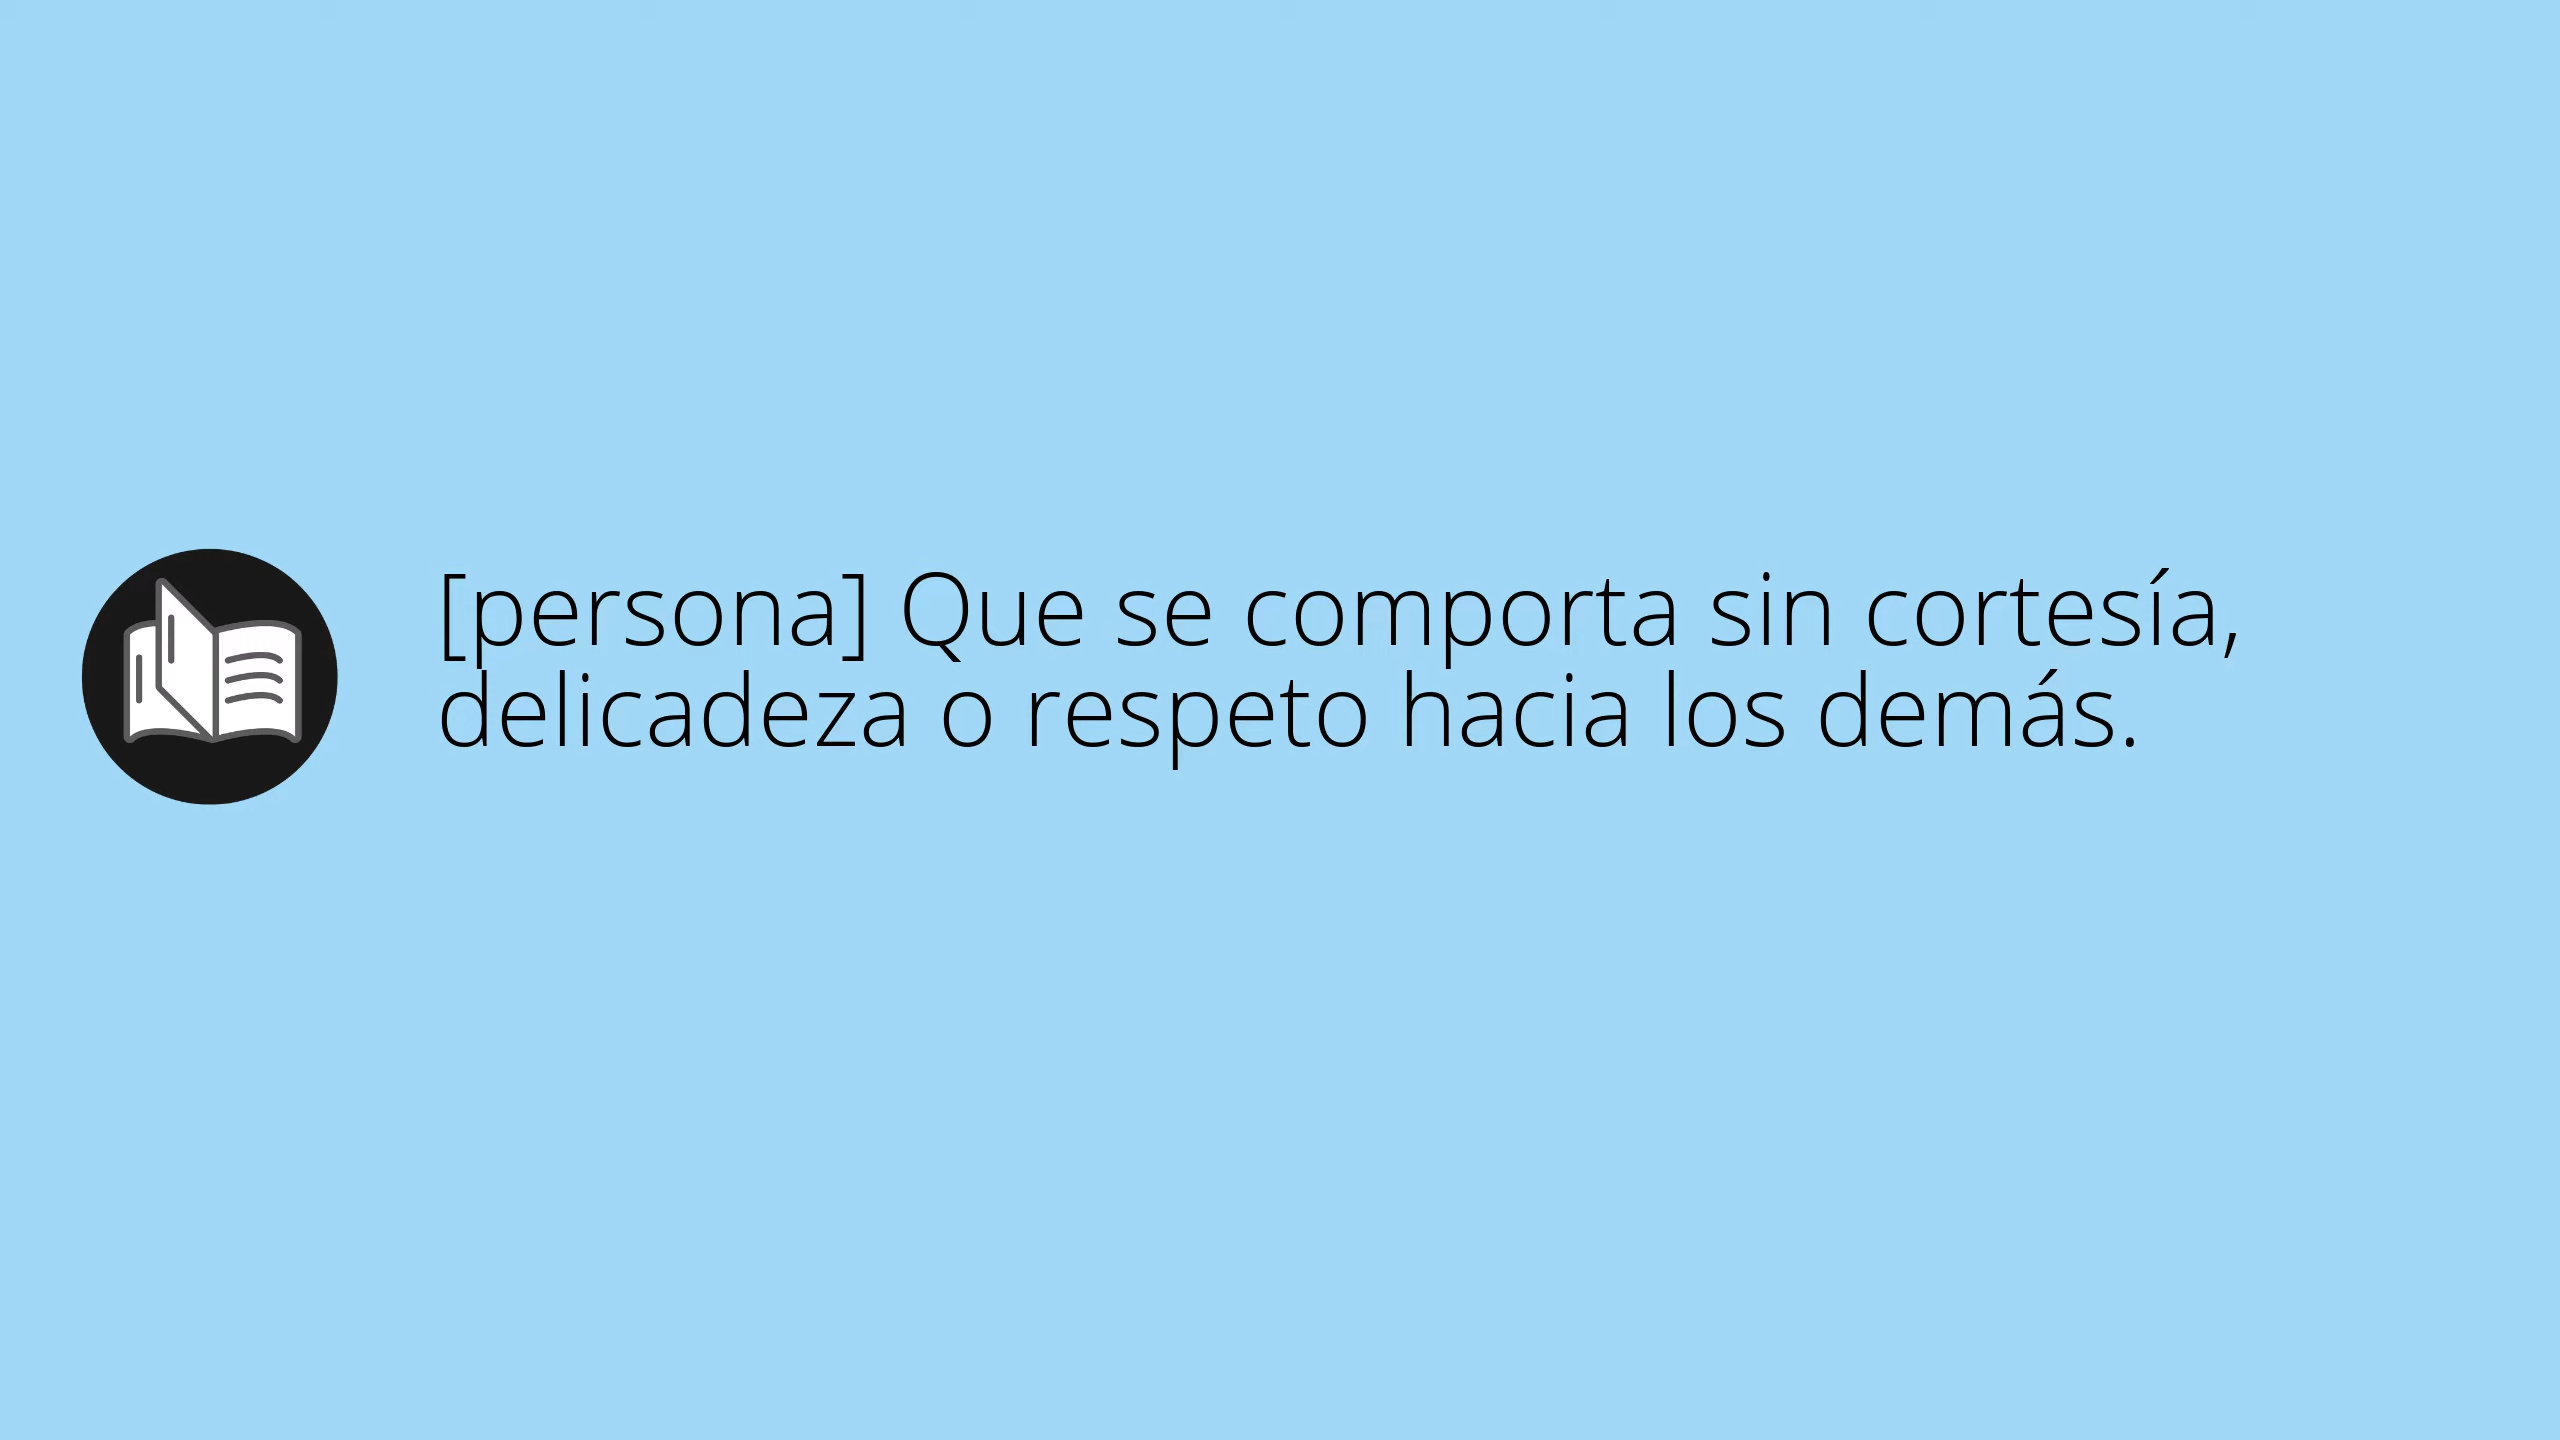 [persona] Que se comporta sin cortesía,
delicadeza o respeto hacia los demás.